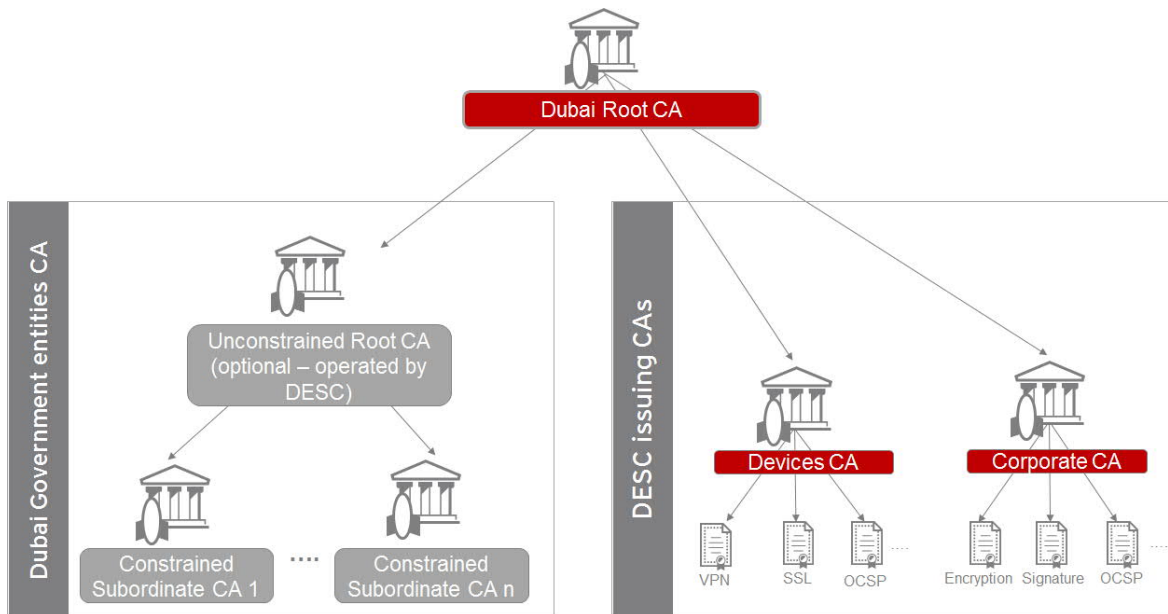 Dubai Root CA
Dubai Government entities CA
Unconstrained Root CA
(optional – operated by
DESC)
Constrained
Subordinate CA 1
....
Constrained
Subordinate CA n
DESC issuing CAs
Devices CA
Corporate CA
VPN
SSL
OCSP
.....
Encryption
Signature
OCSP
.....